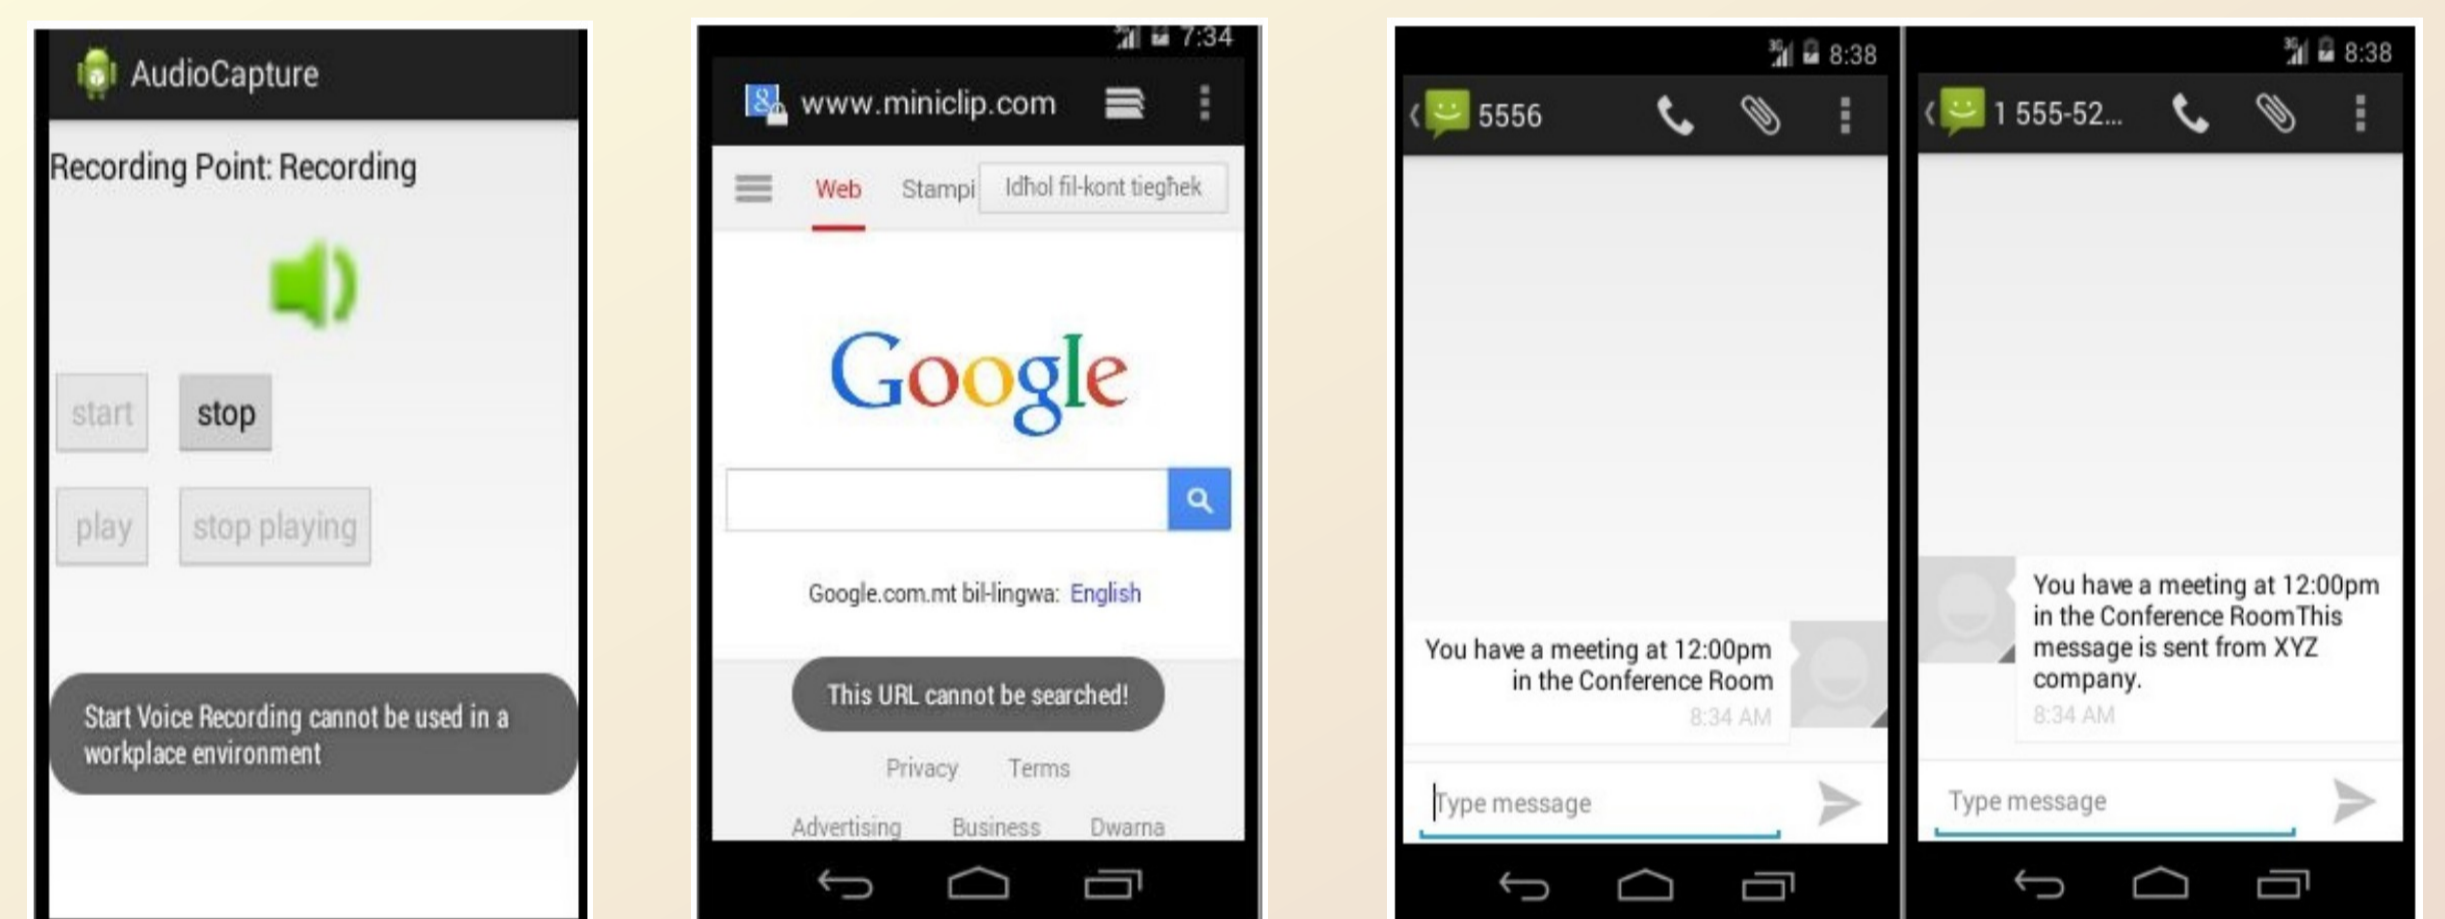 AudioCapture
Recording Point: Recording
start
stop
play
stop playing
Start Voice Recording cannot be used in a
workplace environment
7:34
www.miniclip.com
Web
Stampi
Idħol fil-kont tiegħek
Google
Google.com.mt bil-lingwa: English
This URL cannot be searched!
Privacy
Terms
Advertising
Business
Dwarna
3G 8:38
5556
You have a meeting at 12:00pm
in the Conference Room
8:34 AM
Type message
3G 8:38
1 555-52...
You have a meeting at 12:00pm
in the Conference RoomThis
message is sent from XYZ
company.
8:34 AM
Type message